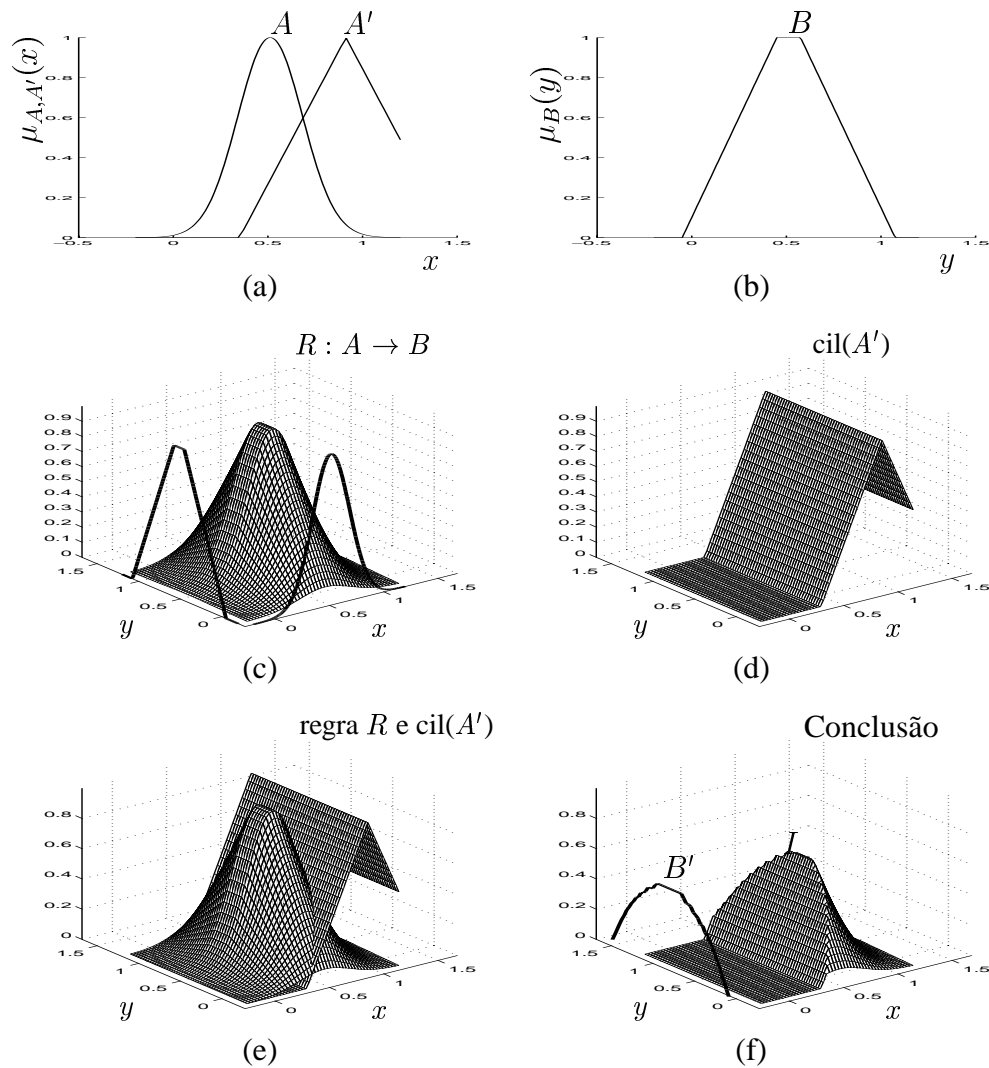 A A′
μ_{A,A′}(x)
1
0.8
0.6
0.4
0.2
0
−0.5 0 0.5 1 1.5
x
(a)
B
μ_B(y)
1
0.8
0.6
0.4
0.2
0
−0.5 0 0.5 1 1.5
y
(b)
R : A → B
0.9
0.8
0.7
0.6
0.5
0.4
0.3
0.2
0.1
0
1.5 1 0.5 0
0 0.5 1 1.5
y x
(c)
cil(A′)
0.9
0.8
0.7
0.6
0.5
0.4
0.3
0.2
0.1
0
1.5 1 0.5 0
0 0.5 1 1.5
y x
(d)
regra R e cil(A′)
0.8
0.6
0.4
0.2
0
1.5 1 0.5 0
0 0.5 1 1.5
y x
(e)
Conclusão
I
B′
0.8
0.6
0.4
0.2
0
1.5 1 0.5 0
0 0.5 1 1.5
y x
(f)